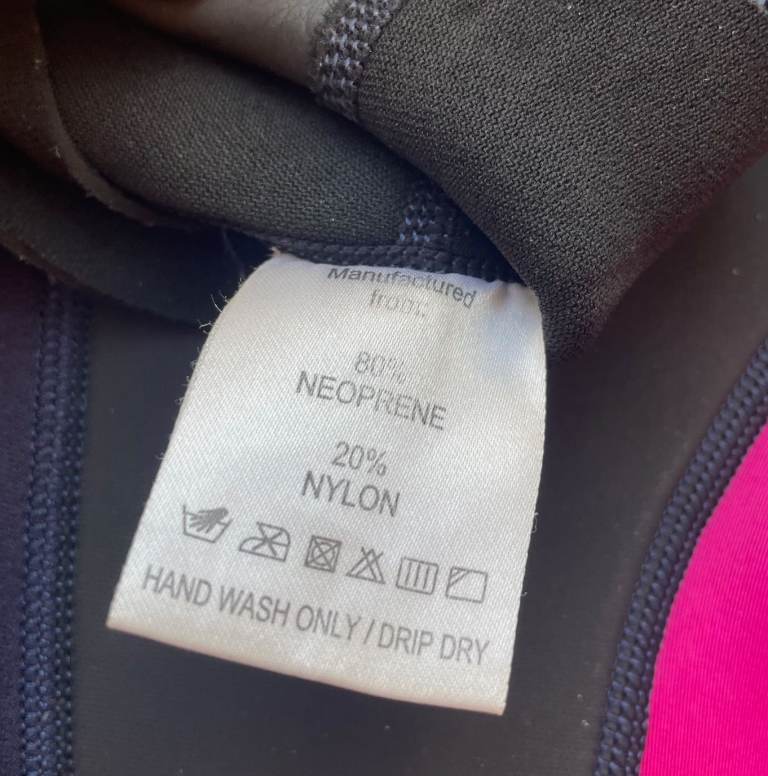 Manufactured
from:
80%
NEOPRENE
20%
NYLON
HAND WASH ONLY / DRIP DRY